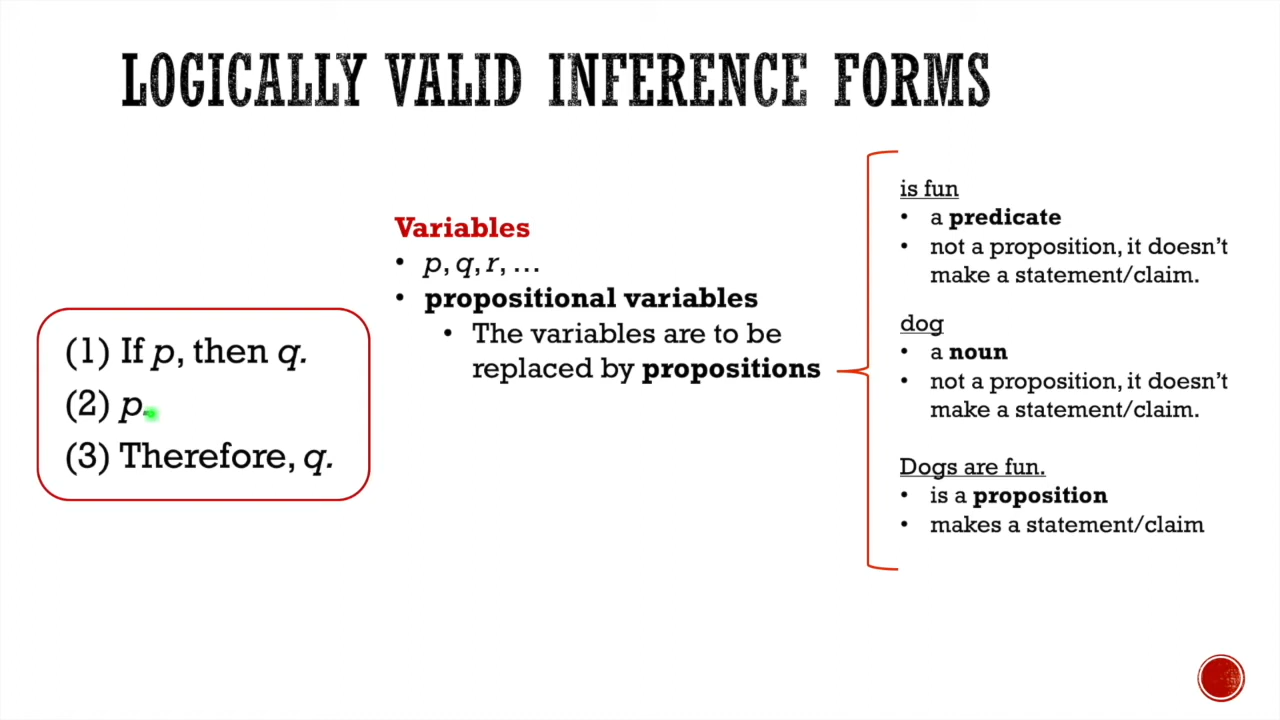 LOGICALLY VALID INFERENCE FORMS
(1) If p, then q.
(2) p.
(3) Therefore, q.
Variables
• p, q, r, …
• propositional variables
• The variables are to be
replaced by propositions
is fun
• a predicate
• not a proposition, it doesn’t
make a statement/claim.
dog
• a noun
• not a proposition, it doesn’t
make a statement/claim.
Dogs are fun.
• is a proposition
• makes a statement/claim